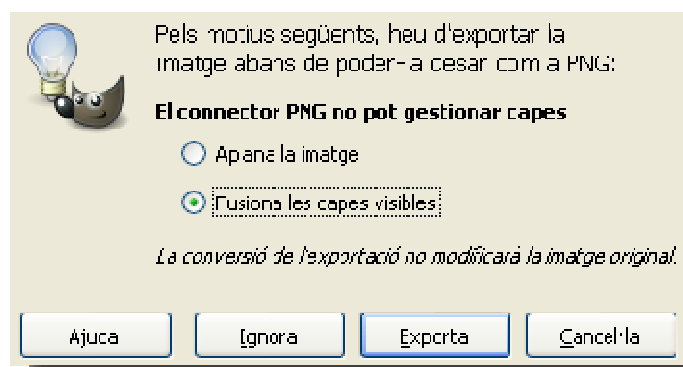 Pels motius següents, heu d'exportar la
imatge abans de poder-la desar com a PNG:
El connector PNG no pot gestionar capes
Aplana la imatge
Fusiona les capes visibles
La conversió de l'exportació no modificarà la imatge original.
Ajuda
Ignora
Exporta
Cancel·la